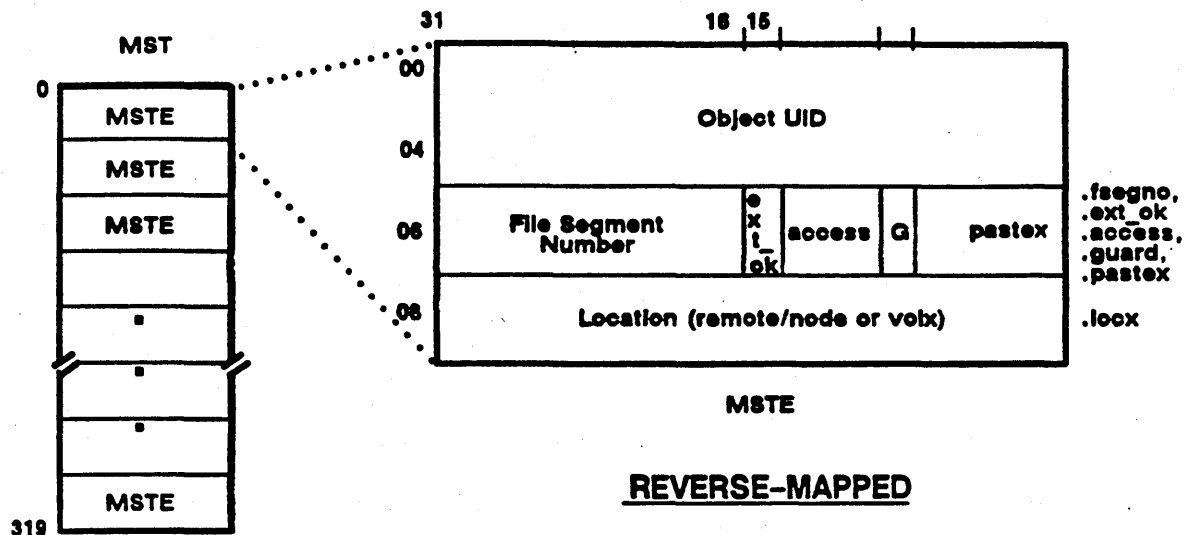 MST
0
MSTE
MSTE
MSTE
MSTE
319
31
16 15
00
Object UID
04
06
File Segment
Number
e
x
t_
ok
access
G
pastex
.fsegno,
.ext_ok
.access,
.guard,
.pastex
08
Location (remote/node or volx)
.locx
MSTE
REVERSE-MAPPED